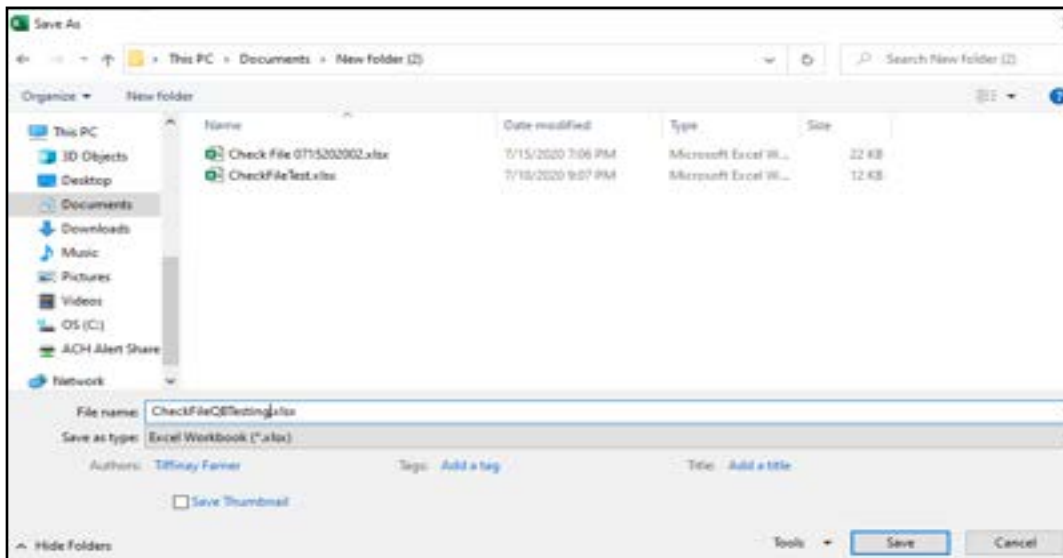 Save As
This PC > Documents > New folder (2)
Search New folder (2)
Organize
New folder
Name
Date modified
Type
Size
Check File 0715202002.xlsx
7/15/2020 7:06 PM
Microsoft Excel W...
22 KB
CheckFileTest.xlsx
7/10/2020 9:07 PM
Microsoft Excel W...
12 KB
This PC
3D Objects
Desktop
Documents
Downloads
Music
Pictures
Videos
OS (C:)
ACH Alert Share
Network
File name: CheckFileQBTesting.xlsx
Save as type: Excel Workbook (*.xlsx)
Authors: Tiffinay Farner
Tags: Add a tag
Title: Add a title
Save Thumbnail
Hide Folders
Tools
Save
Cancel